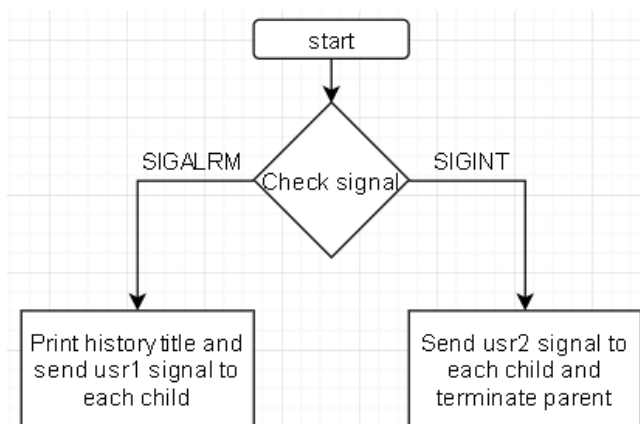 start
SIGALRM
SIGINT
Check signal
Print history title and
send usr1 signal to
each child
Send usr2 signal to
each child and
terminate parent